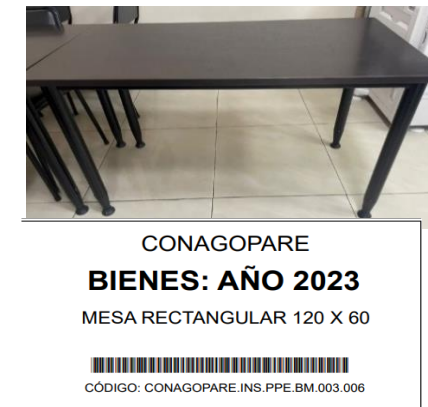 CONAGOPARE
BIENES: AÑO 2023
MESA RECTANGULAR 120 X 60
CÓDIGO: CONAGOPARE.INS.PPE.BM.003.006